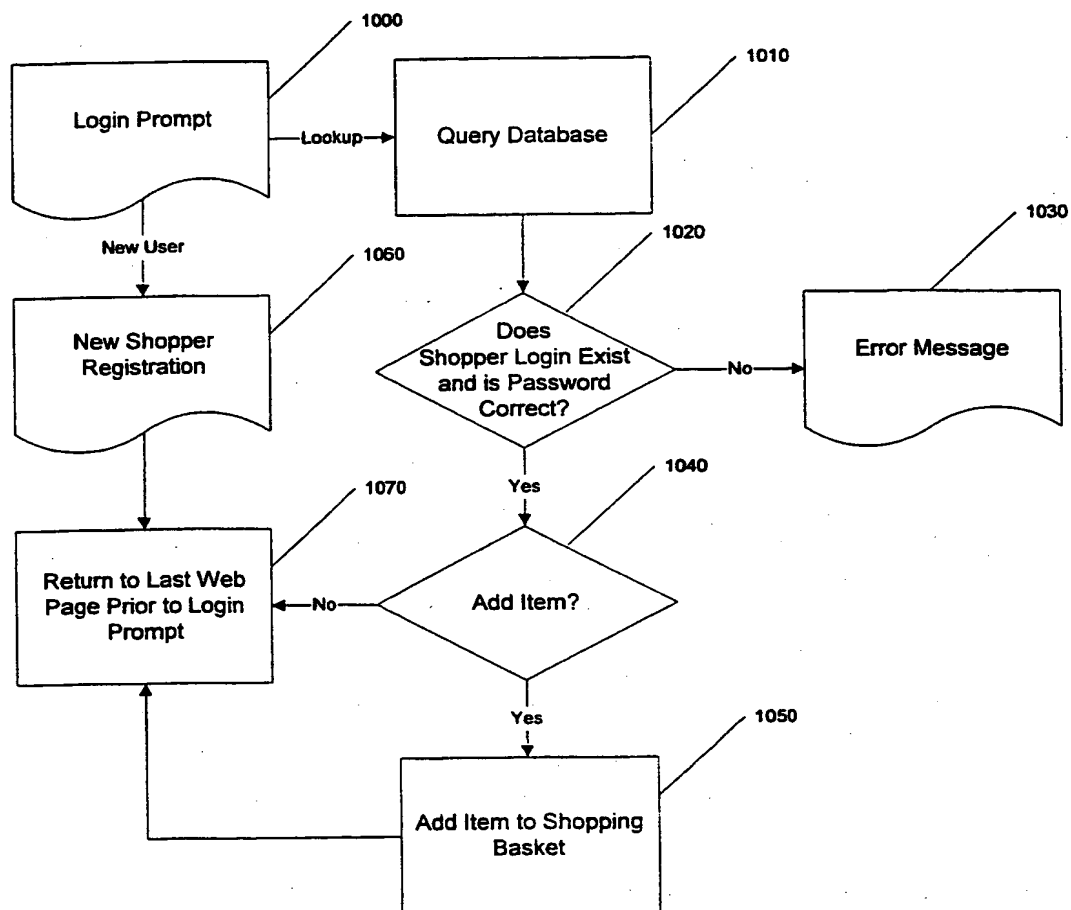 1000
Login Prompt
Lookup
Query Database
1010
New User
1060
New Shopper
Registration
1020
Does
Shopper Login Exist
and is Password
Correct?
No
1030
Error Message
Yes
1040
Add Item?
No
1070
Return to Last Web
Page Prior to Login
Prompt
Yes
1050
Add Item to Shopping
Basket